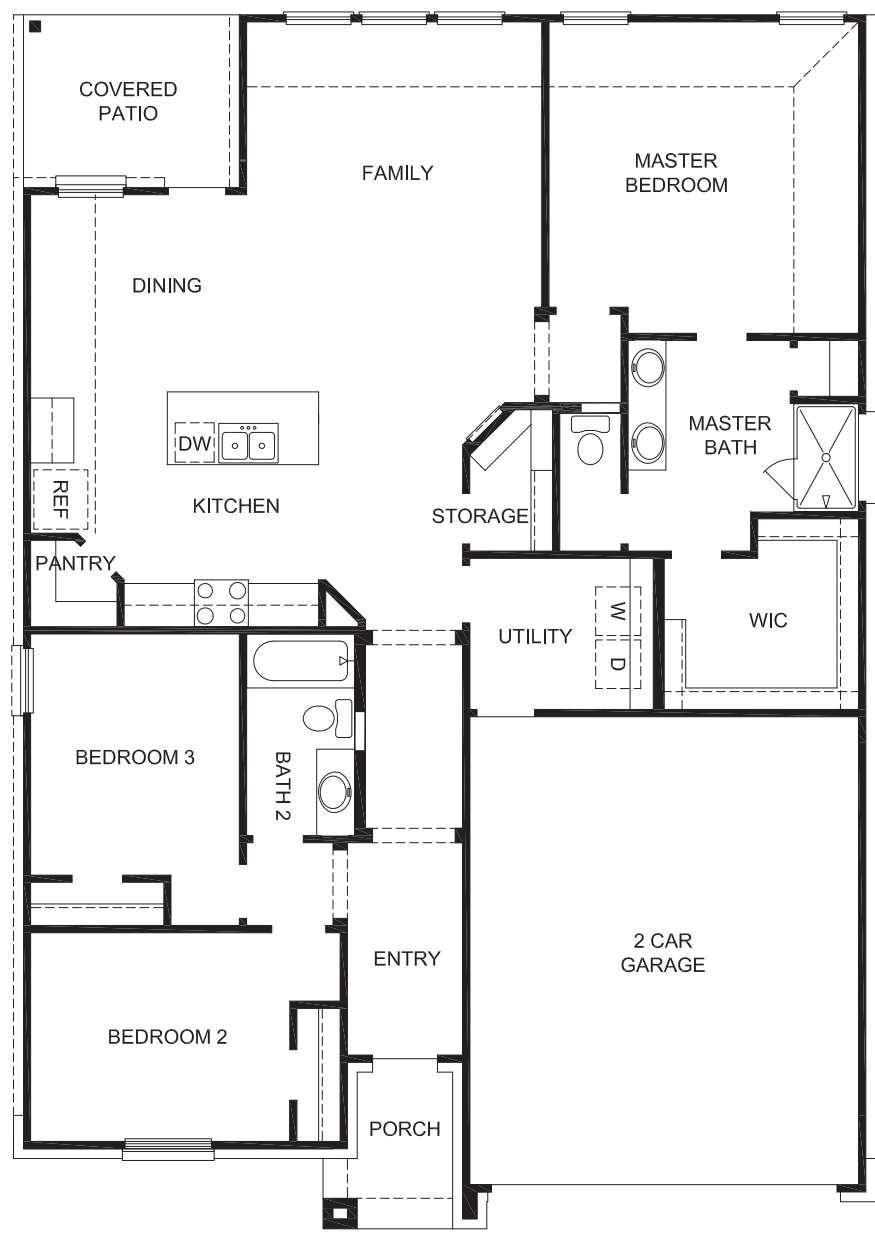 COVERED
PATIO
FAMILY
MASTER
BEDROOM
DINING
MASTER
BATH
DW
REF
KITCHEN
STORAGE
PANTRY
W
UTILITY
WIC
D
BEDROOM 3
BATH 2
2 CAR
GARAGE
ENTRY
BEDROOM 2
PORCH